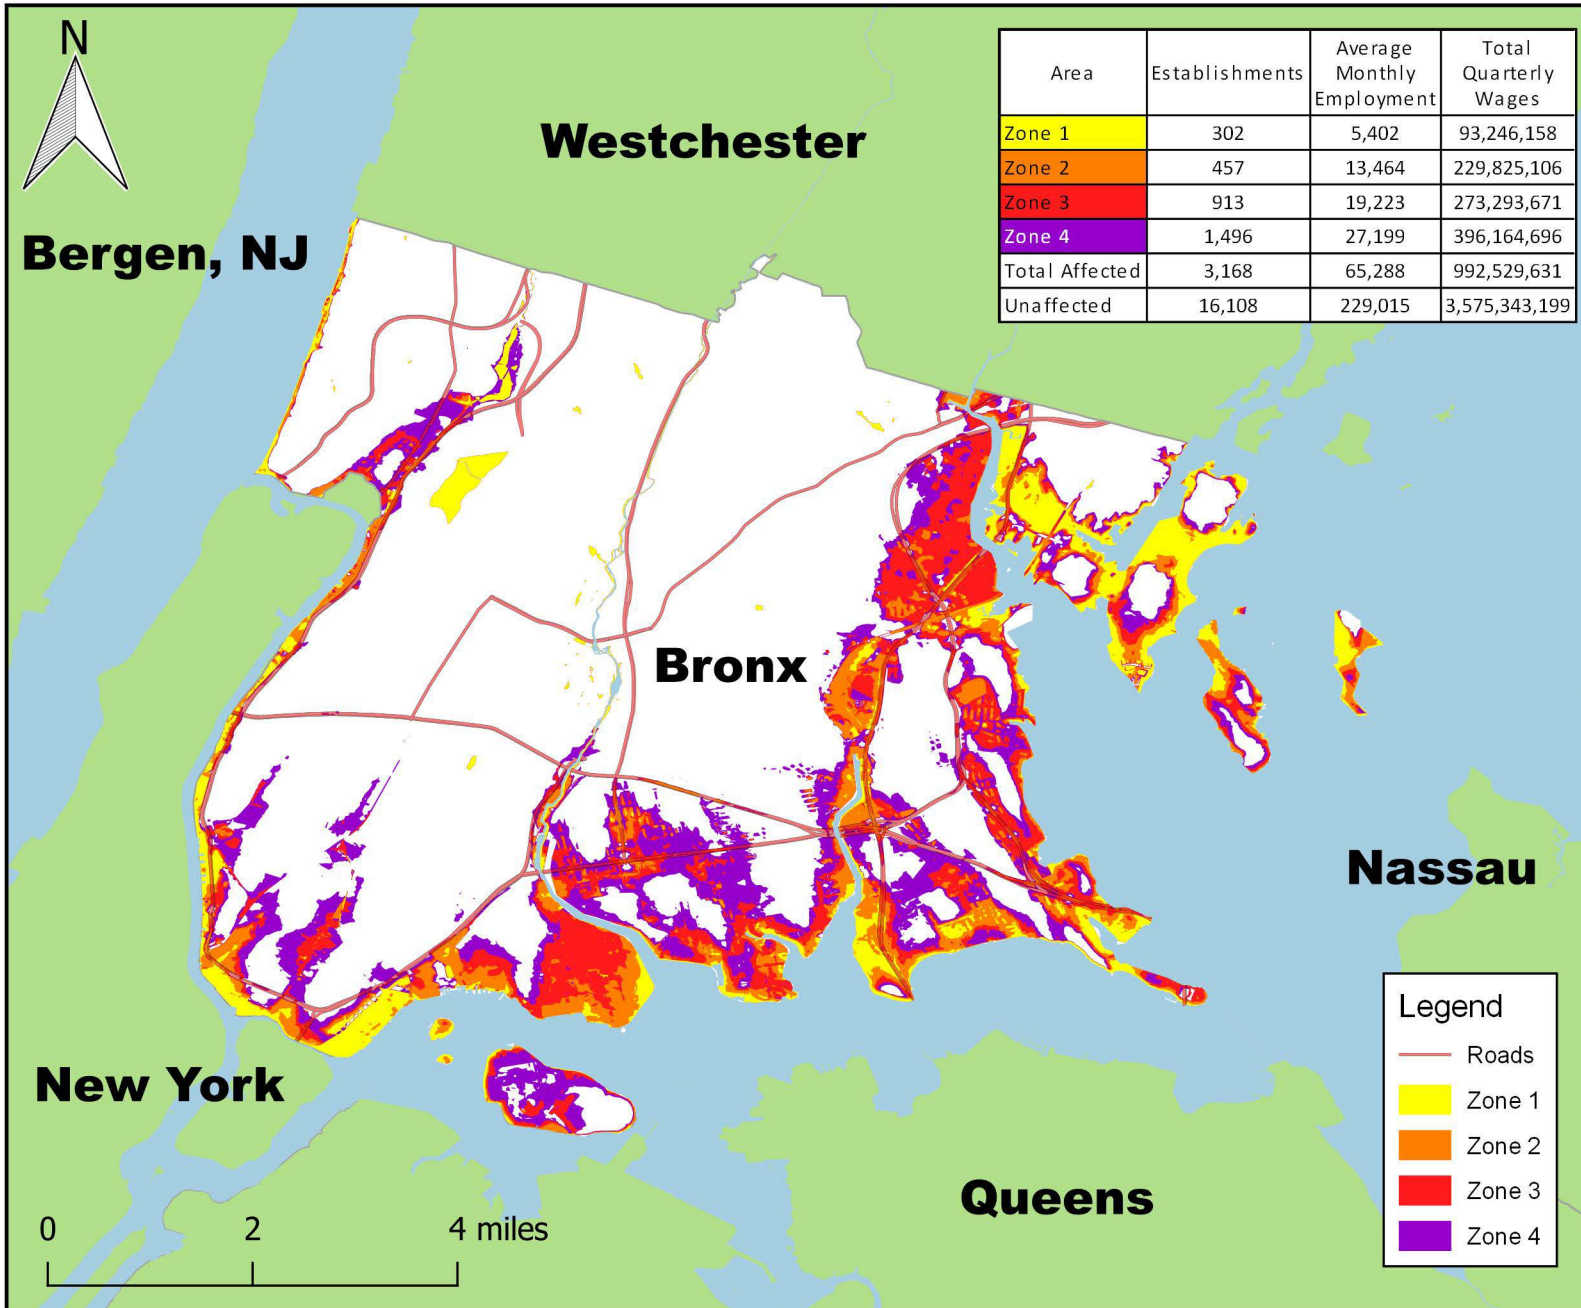 N
Westchester
Bergen, NJ
Bronx
Nassau
New York
Queens
Area Establishments Average Monthly Employment Total Quarterly Wages
Zone 1 302 5,402 93,246,158
Zone 2 457 13,464 229,825,106
Zone 3 913 19,223 273,293,671
Zone 4 1,496 27,199 396,164,696
Total Affected 3,168 65,288 992,529,631
Unaffected 16,108 229,015 3,575,343,199
Legend
Roads
Zone 1
Zone 2
Zone 3
Zone 4
0 2 4 miles